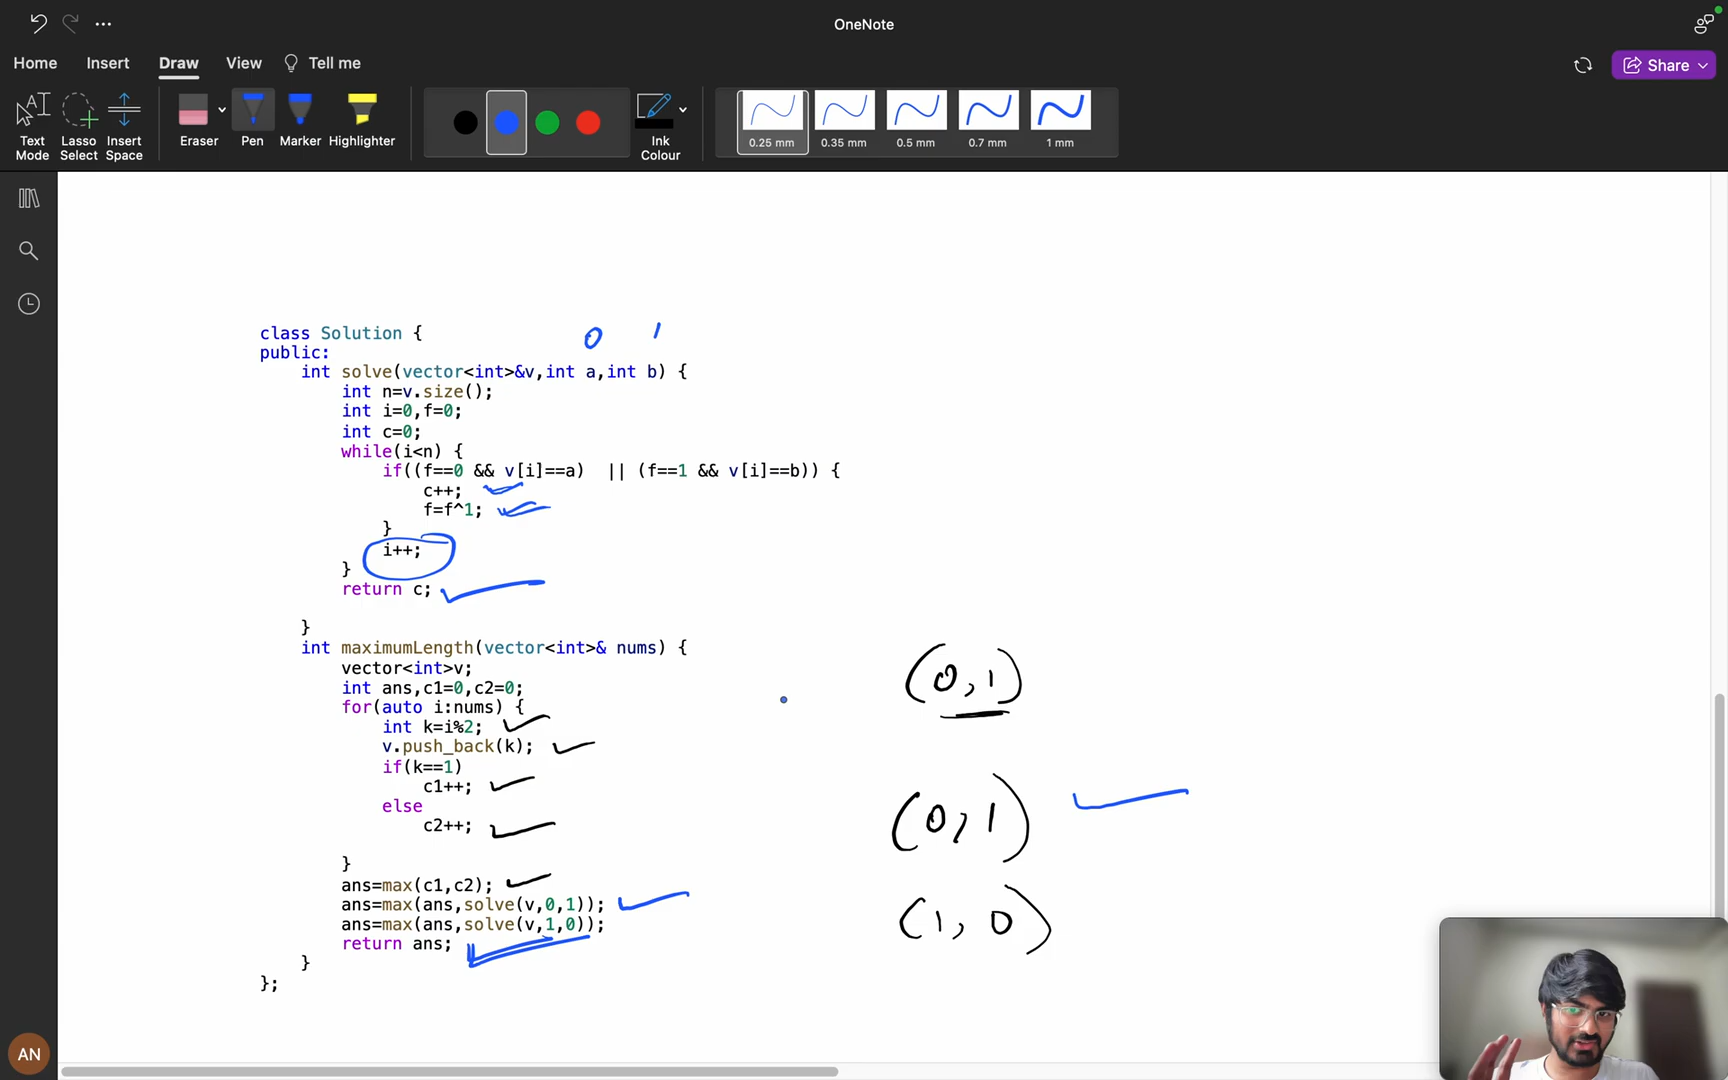 OneNote
Home Insert Draw View Tell me
Share
Text Mode
Lasso Select
Insert Space
Eraser
Pen
Marker
Highlighter
Ink Colour
0.25 mm
0.35 mm
0.5 mm
0.7 mm
1 mm
0 1
class Solution {
public:
int solve(vector<int>&v,int a,int b) {
int n=v.size();
int i=0,f=0;
int c=0;
while(i<n) {
if((f==0 && v[i]==a) || (f==1 && v[i]==b)) {
c++;
f=f^1;
}
i++;
}
return c;
}
int maximumLength(vector<int>& nums) {
vector<int>v;
int ans,c1=0,c2=0;
for(auto i:nums) {
int k=i%2;
v.push_back(k);
if(k==1)
c1++;
else
c2++;
}
ans=max(c1,c2);
ans=max(ans,solve(v,0,1));
ans=max(ans,solve(v,1,0));
return ans;
}
};
(0,1)
(0,1)
(1,0)
AN